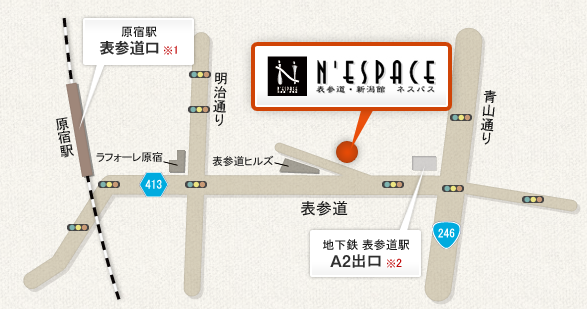 原宿駅
表参道口 ※1
N'ESPACE
表参道・新潟館 ネスパス
明治通り
青山通り
原宿駅
ラフォーレ原宿
表参道ヒルズ
413
表参道
地下鉄 表参道駅
A2出口 ※2
246